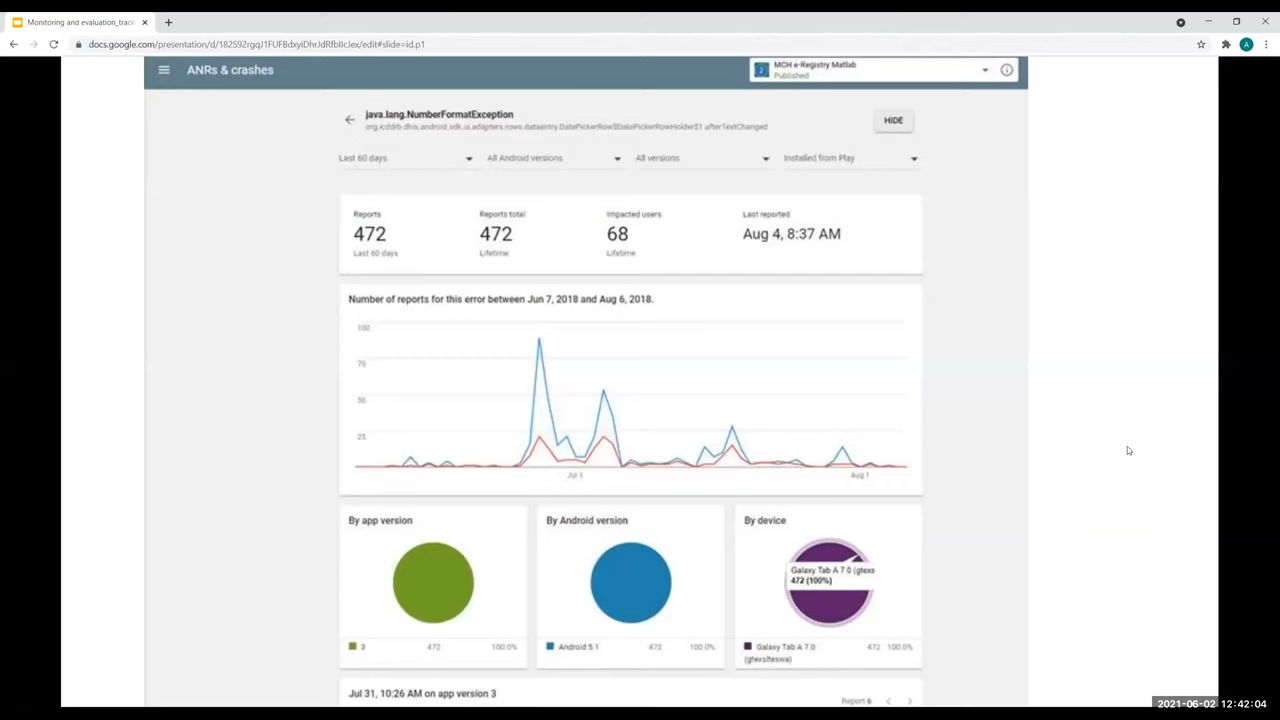 Monitoring and evaluation_track
docs.google.com/presentation/d/
ANRs & crashes
MCH e-Registry Matlab
Published
java.lang.NumberFormatException
HIDE
Last 60 days
All Android versions
All versions
Installed from Play
Reports
Reports total
Impacted users
Last reported
472
472
68
Aug 4, 8:37 AM
Last 60 days
Lifetime
Lifetime
Number of reports for this error between Jun 7, 2018 and Aug 6, 2018.
100
75
50
25
Jul 1
Aug 1
By app version
By Android version
By device
Galaxy Tab A 7.0 (gtexs
472 (100%)
3 472 100.0%
Android 5.1 472 100.0%
Galaxy Tab A 7.0 472 100.0%
(gtexslteswa)
Jul 31, 10:26 AM on app version 3
Report 6
2021-06-02 12:42:04